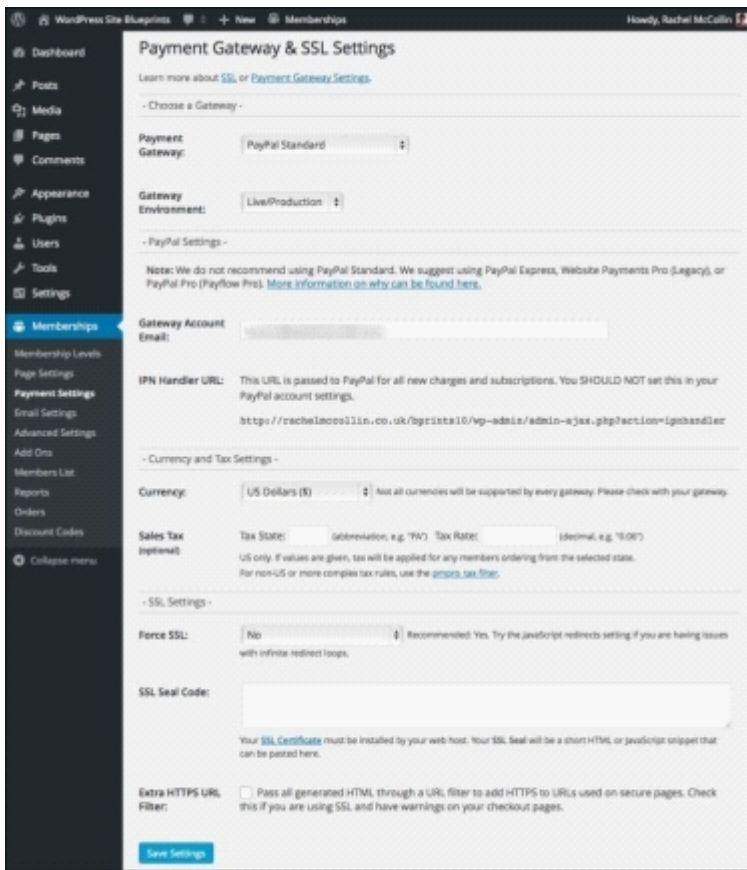 WordPress Site Blueprints 0 + New Memberships Howdy, Rachel McCollin
Dashboard
Posts
Media
Pages
Comments
Appearance
Plugins
Users
Tools
Settings
Memberships
Membership Levels
Page Settings
Payment Settings
Email Settings
Advanced Settings
Add Ons
Members List
Reports
Orders
Discount Codes
Collapse menu
Payment Gateway & SSL Settings
Learn more about SSL or Payment Gateway Settings.
- Choose a Gateway -
Payment
Gateway:
PayPal Standard
Gateway
Environment:
Live/Production
- PayPal Settings -
Note: We do not recommend using PayPal Standard. We suggest using PayPal Express, Website Payments Pro (Legacy), or
PayPal Pro (Payflow Pro). More information on why can be found here.
Gateway Account
Email:
IPN Handler URL:
This URL is passed to PayPal for all new charges and subscriptions. You SHOULD NOT set this in your
PayPal account settings.
http://rachelmccollin.co.uk/bprints10/wp-admin/admin-ajax.php?action=ipnhandler
- Currency and Tax Settings -
Currency:
US Dollars ($) Not all currencies will be supported by every gateway. Please check with your gateway.
Sales Tax
(optional)
Tax State: (abbreviation, e.g. "PA") Tax Rate: (decimal, e.g. "0.06")
US only. If values are given, tax will be applied for any members ordering from the selected state.
For non-US or more complex tax rules, use the pmpro_tax filter.
- SSL Settings -
Force SSL:
No Recommended: Yes. Try the JavaScript redirects setting if you are having issues
with infinite redirect loops.
SSL Seal Code:
Your SSL Certificate must be installed by your web host. Your SSL Seal will be a short HTML or JavaScript snippet that
can be pasted here.
Extra HTTPS URL
Filter:
Pass all generated HTML through a URL filter to add HTTPS to URLs used on secure pages. Check
this if you are using SSL and have warnings on your checkout pages.
Save Settings